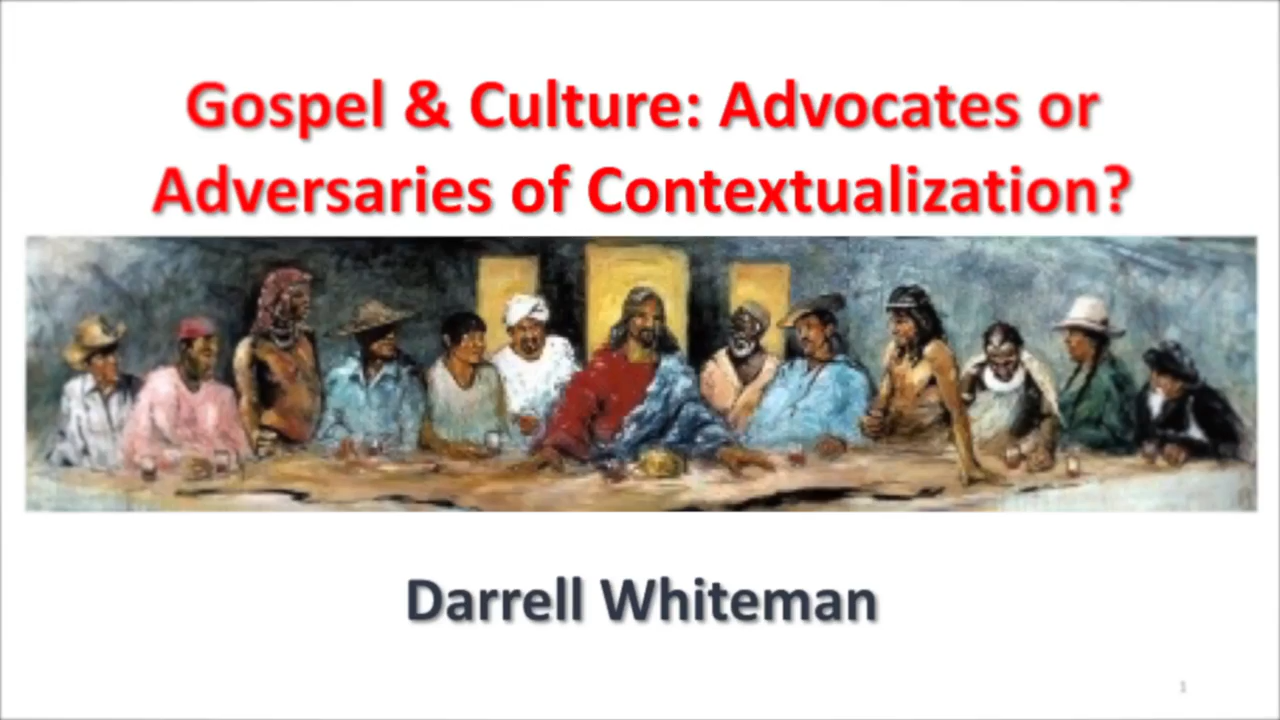 Gospel & Culture: Advocates or
Adversaries of Contextualization?
Darrell Whiteman
1